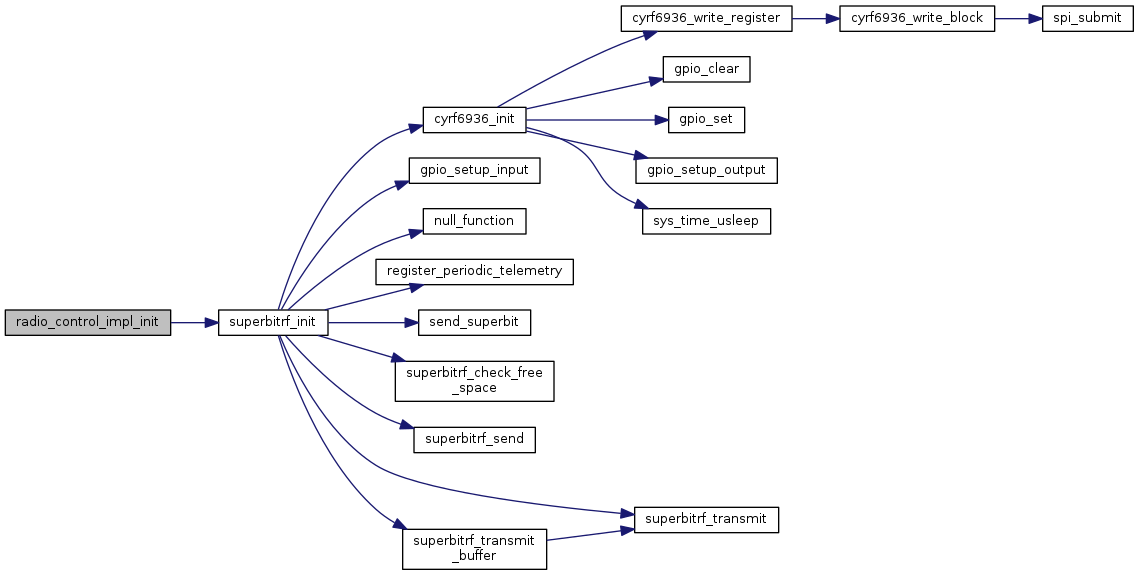 cyrf6936_write_register
cyrf6936_write_block
spi_submit
gpio_clear
cyrf6936_init
gpio_set
gpio_setup_input
gpio_setup_output
null_function
sys_time_usleep
register_periodic_telemetry
radio_control_impl_init
superbitrf_init
send_superbit
superbitrf_check_free
_space
superbitrf_send
superbitrf_transmit
superbitrf_transmit
_buffer